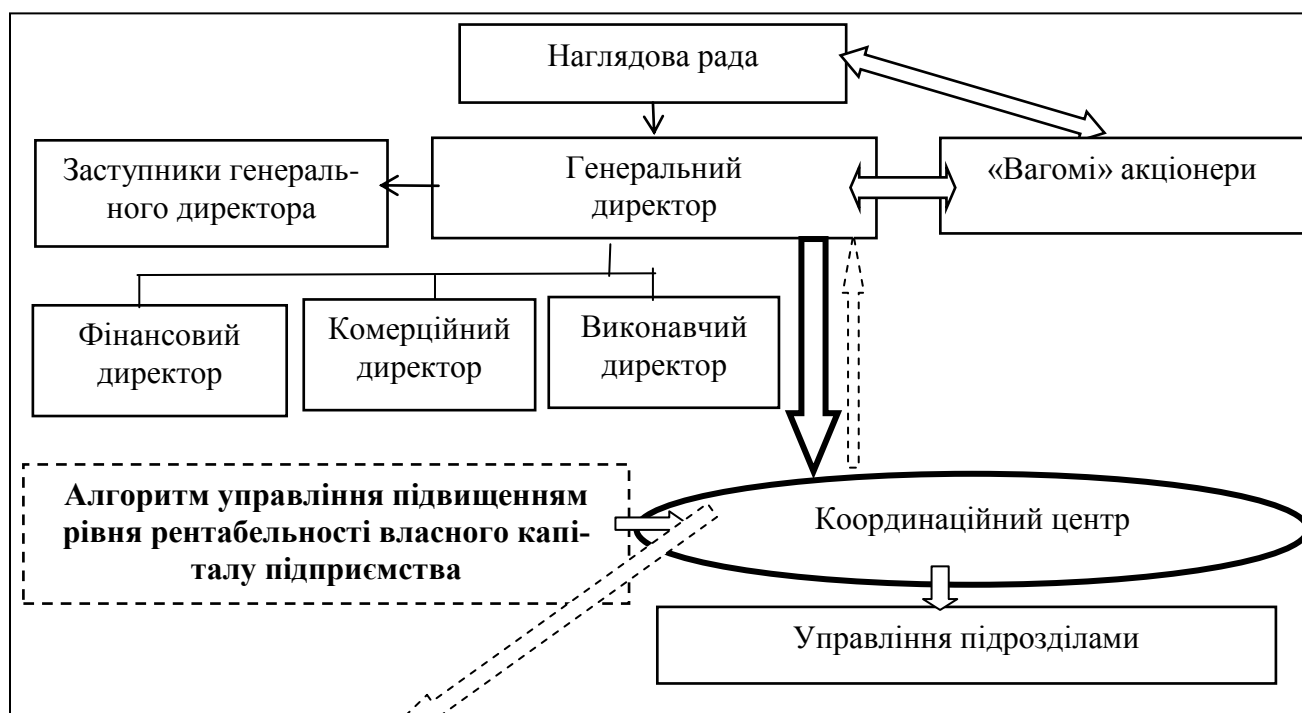 Наглядова рада
Заступники генераль-
ного директора
Генеральний
директор
«Вагомі» акціонери
Фінансовий
директор
Комерційний
директор
Виконавчий
директор
Алгоритм управління підвищенням
рівня рентабельності власного капі-
талу підприємства
Координаційний центр
Управління підрозділами